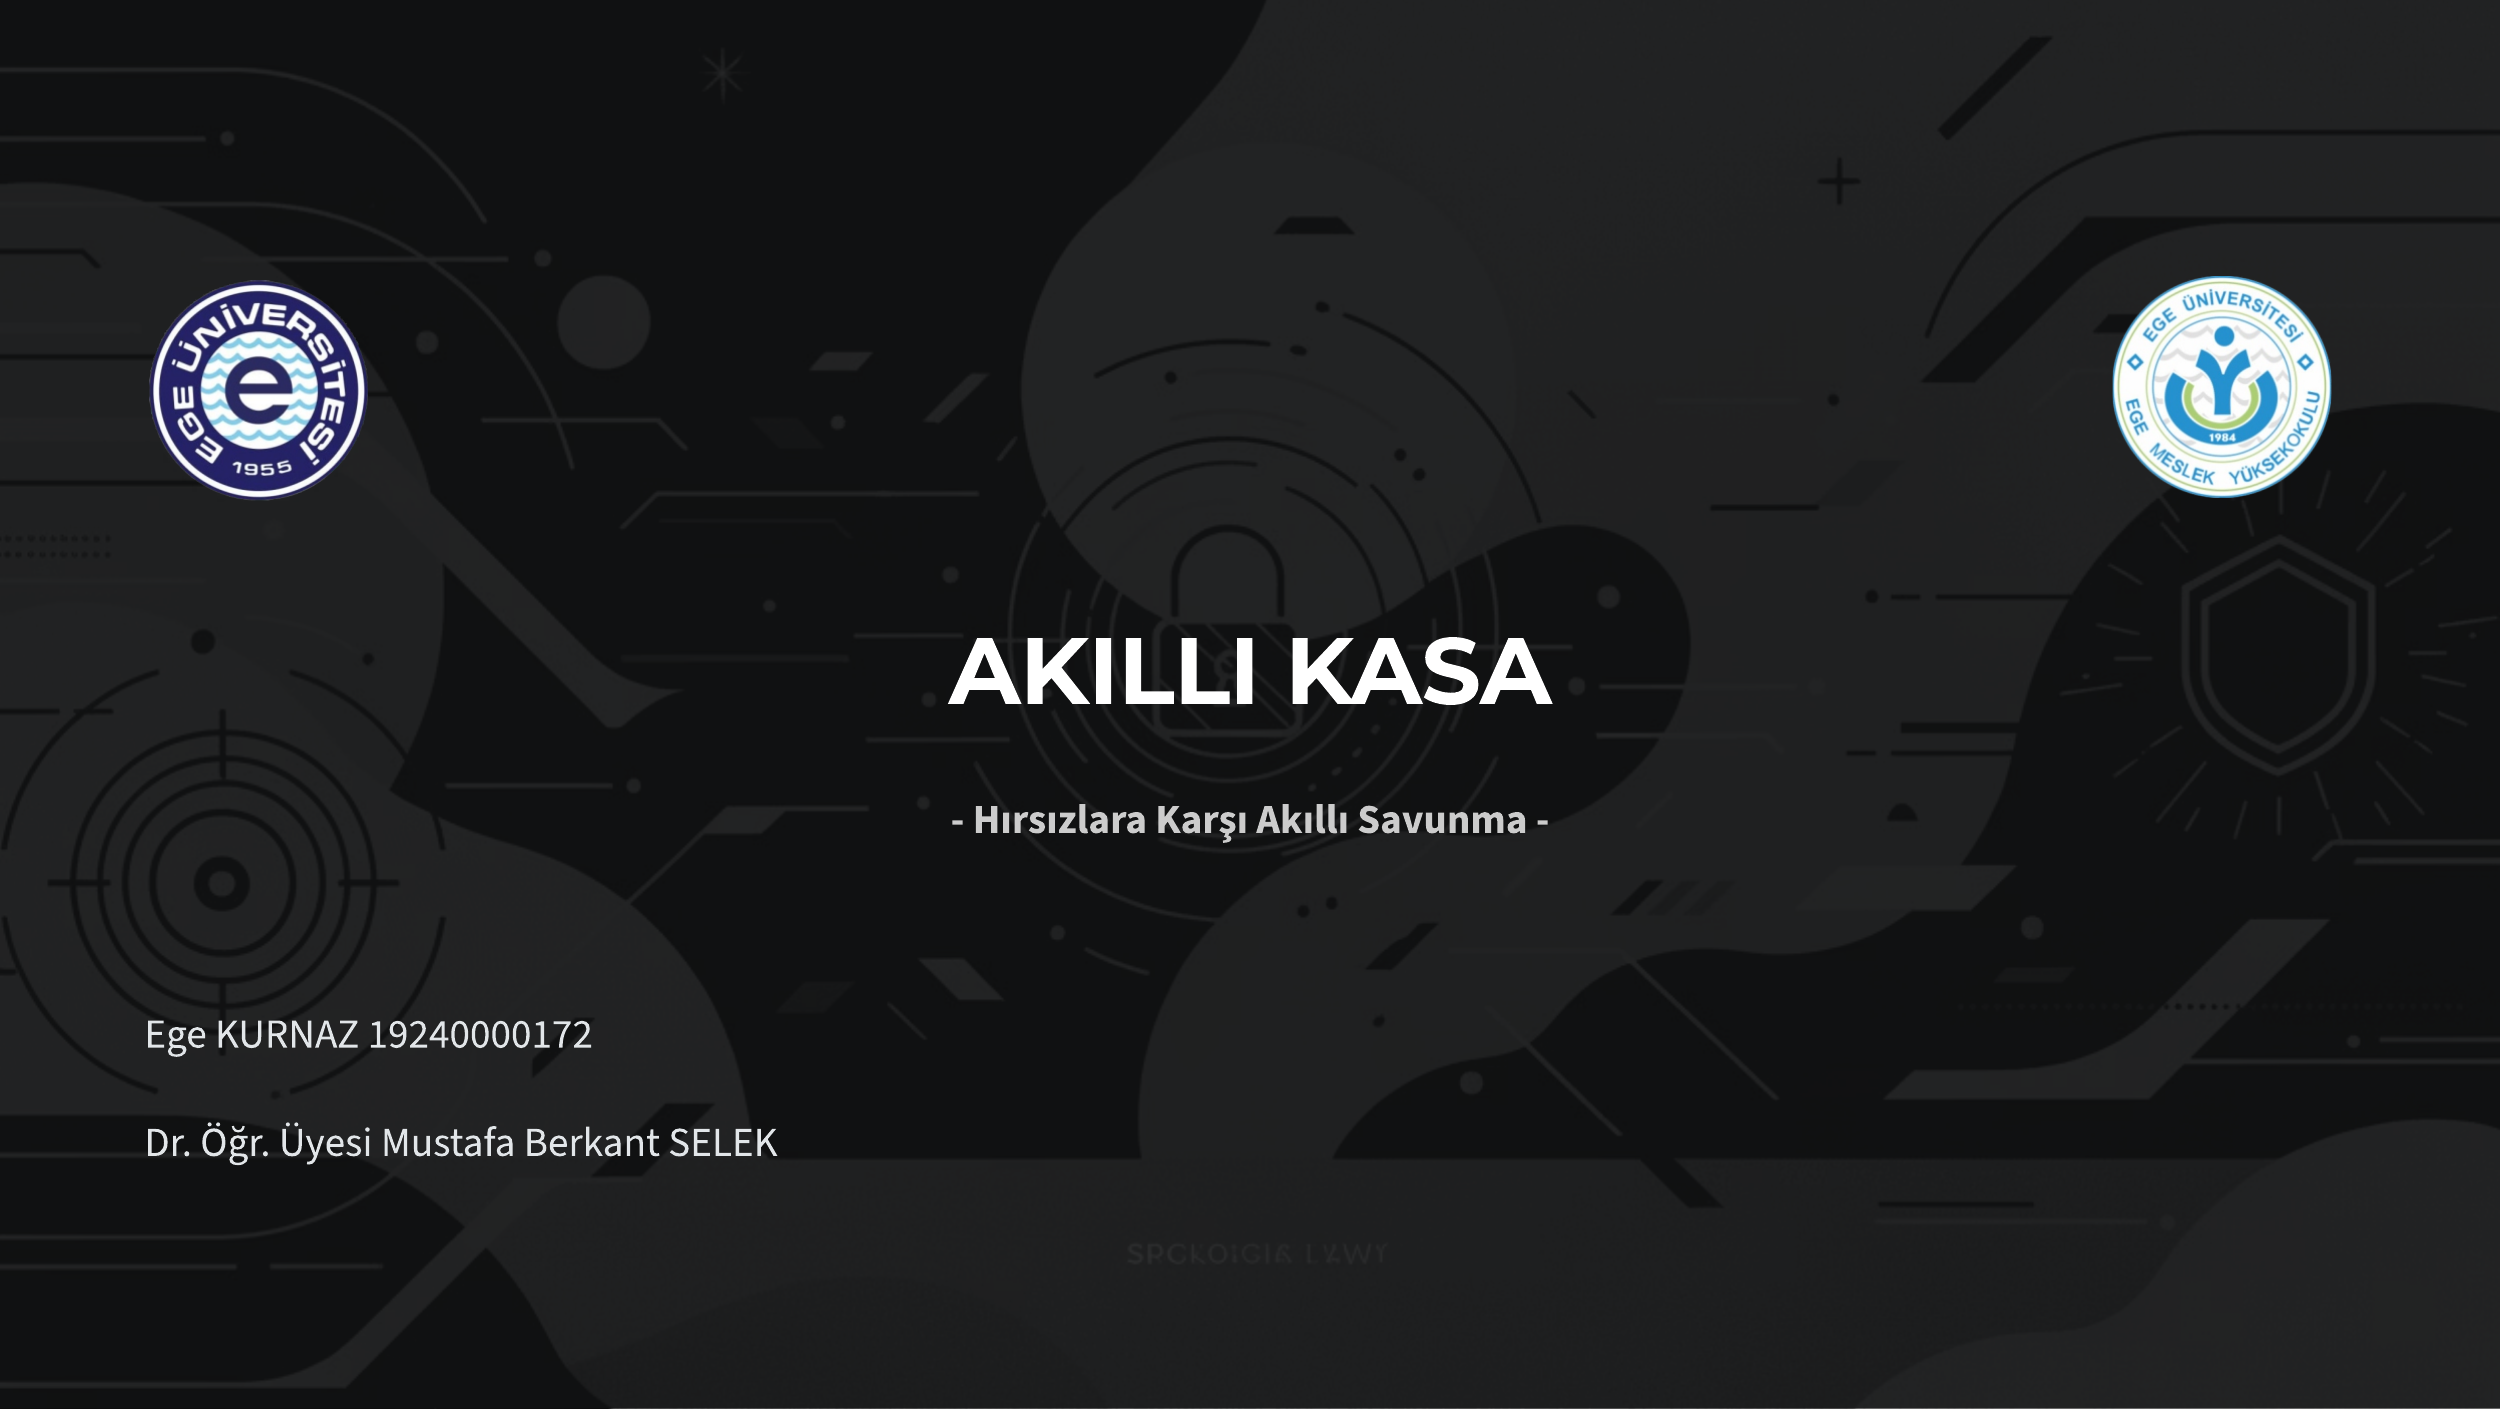 EGE ÜNİVERSİTESİ
1955
EGE ÜNİVERSİTESİ
1984
EGE MESLEK YÜKSEKOKULU
AKILLI KASA
- Hırsızlara Karşı Akıllı Savunma -
Ege KURNAZ 19240000172
Dr. Öğr. Üyesi Mustafa Berkant SELEK